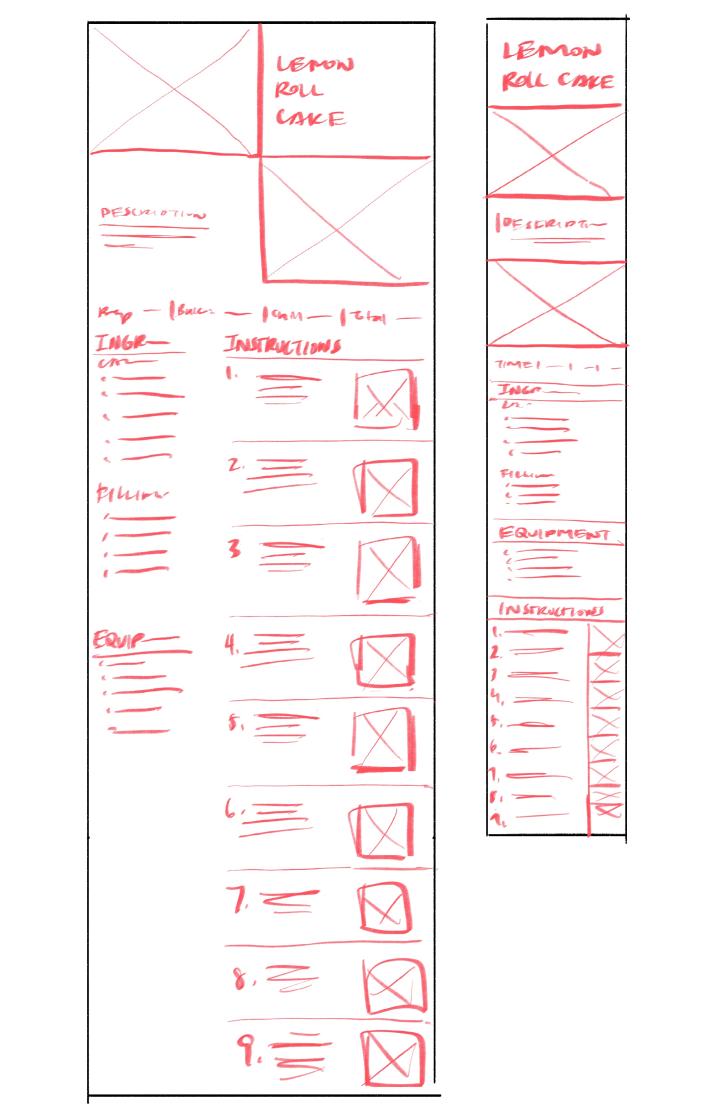 LEMON
ROLL
CAKE
DESCRIPTION
Prep | Bake | Chill | Total
INGR
INSTRUCTIONS
CAKE
1.
2.
3
FILLING
4.
EQUIP
5.
6.
7.
8.
9.
LEMON
ROLL CAKE
DESCRIPTN
TIME |
INGR
FILLING
EQUIPMENT
INSTRUCTIONS
1.
2.
3
4.
5.
6.
7.
8.
9.